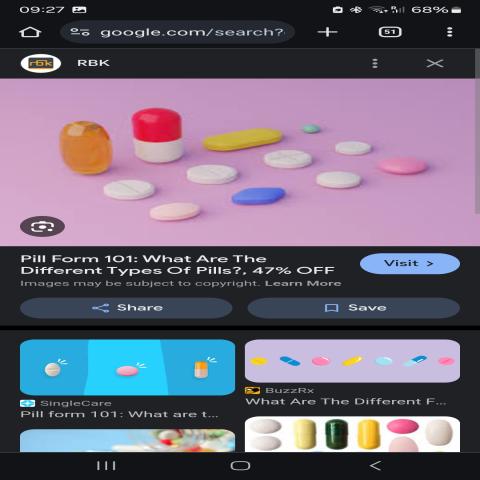 09:27
68%
google.com/search?
51
rbk
RBK
Pill Form 101: What Are The
Different Types Of Pills?, 47% OFF
Visit >
Images may be subject to copyright. Learn More
Share
Save
SingleCare
Pill form 101: What are t...
BuzzRx
What Are The Different F...